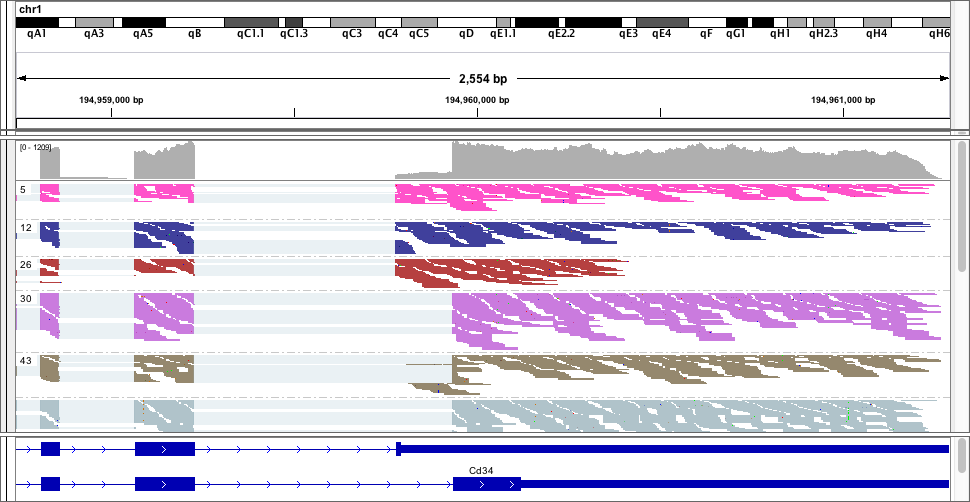 chr1
qA1 qA3 qA5 qB qC1.1 qC1.3 qC3 qC4 qC5 qD qE1.1 qE2.2 qE3 qE4 qF qG1 qH1 qH2.3 qH4 qH6
2,554 bp
194,959,000 bp 194,960,000 bp 194,961,000 bp
[0 - 1209]
5
12
26
30
43
Cd34